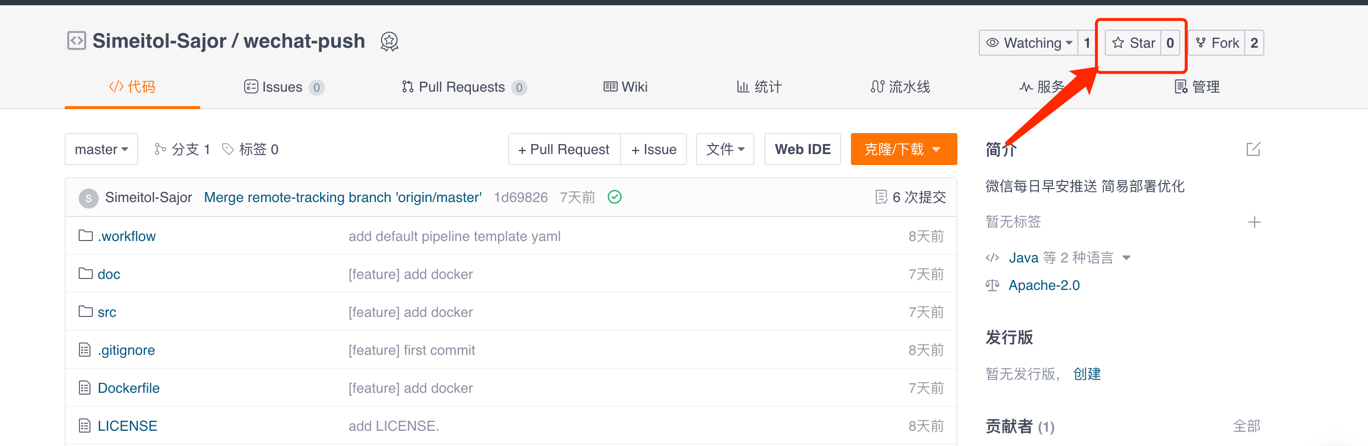 Simeitol-Sajor / wechat-push
Watching 1 Star 0 Fork 2
代码 Issues 0 Pull Requests 0 Wiki 统计 流水线 服务 管理
master 分支 1 标签 0 + Pull Request + Issue 文件 Web IDE 克隆/下载
简介
S Simeitol-Sajor Merge remote-tracking branch 'origin/master' 1d69826 7天前 6 次提交
微信每日早安推送 简易部署优化
暂无标签
.workflow add default pipeline template yaml 8天前
Java 等 2 种语言
doc [feature] add docker 7天前
Apache-2.0
src [feature] add docker 7天前
发行版
.gitignore [feature] first commit 8天前
暂无发行版， 创建
Dockerfile [feature] add docker 7天前
LICENSE add LICENSE. 8天前
贡献者 (1) 全部